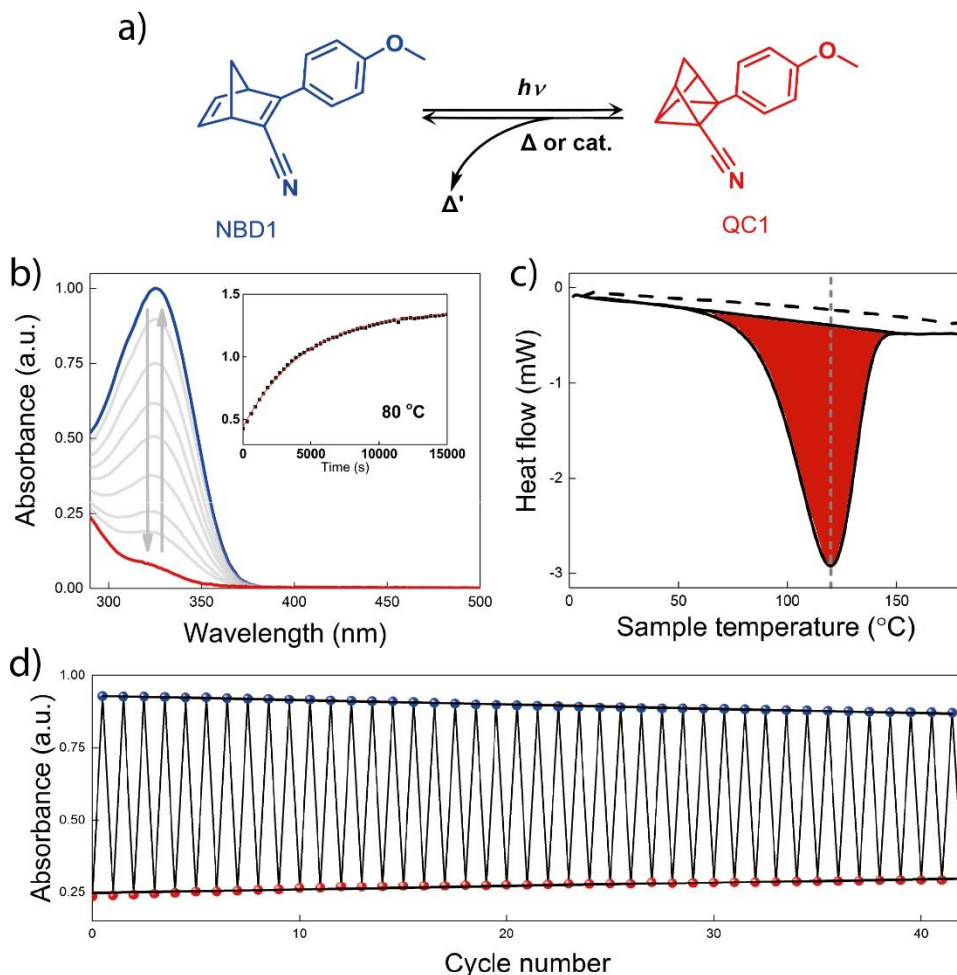 a)
O
N
NBD1
hν
Δ or cat.
Δ'
O
N
QC1
b)
Absorbance (a.u.)
1.00
0.75
0.50
0.25
0.00
300
350
400
450
500
Wavelength (nm)
1.5
1.0
0.5
0
5000
10000
15000
Time (s)
80 °C
c)
Heat flow (mW)
0
-1
-2
-3
0
50
100
150
Sample temperature (°C)
d)
Absorbance (a.u.)
1.00
0.75
0.50
0.25
0
10
20
30
40
Cycle number